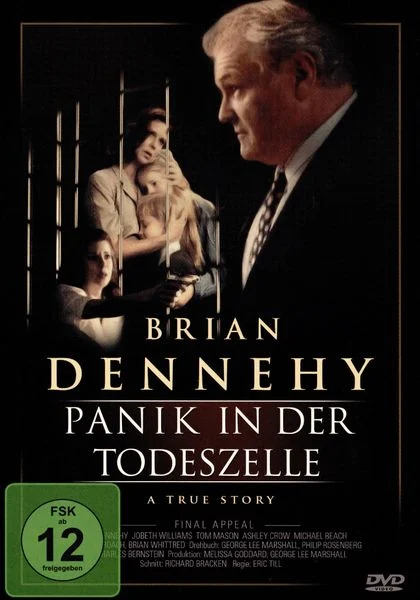 BRIAN
DENNEHY
PANIK IN DER
TODESZELLE
A TRUE STORY
FINAL APPEAL
JOBETH WILLIAMS TOM MASON ASHLEY CROW MICHAEL BEACH
BRIAN WHITTRED Drehbuch: GEORGE LEE MARSHALL, PHILIP ROSENBERG
BERNSTEIN Produktion: MELISSA GODDARD, GEORGE LEE MARSHALL
Schnitt: RICHARD BRACKEN Regie: ERIC TILL
FSK
ab
12
freigegeben
DVD
VIDEO